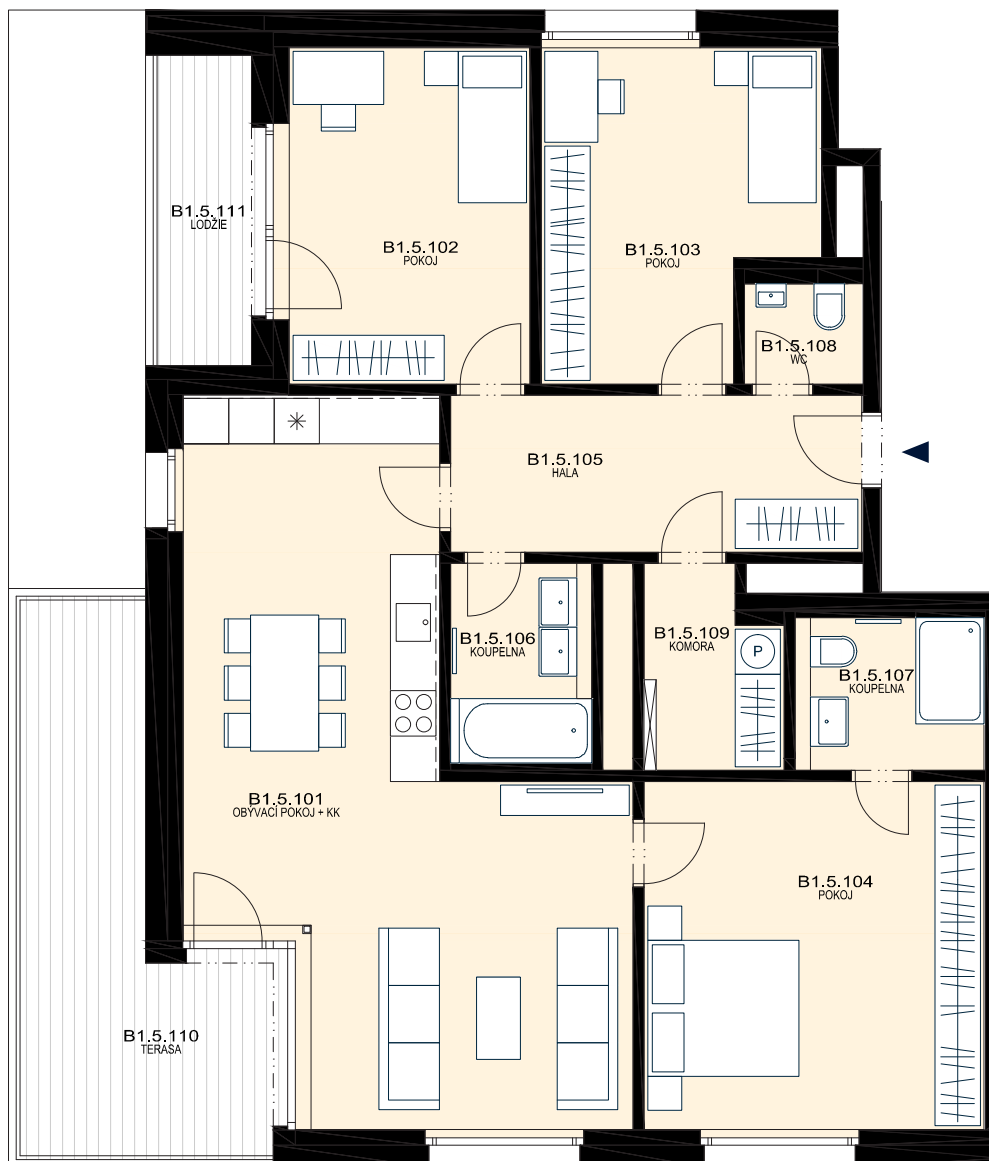 B1.5.111
LODŽIE
B1.5.102
POKOJ
B1.5.103
POKOJ
B1.5.108
WC
B1.5.105
HALA
B1.5.106
KOUPELNA
B1.5.109
KOMORA
P
B1.5.107
KOUPELNA
B1.5.101
OBÝVACÍ POKOJ + KK
B1.5.104
POKOJ
B1.5.110
TERASA